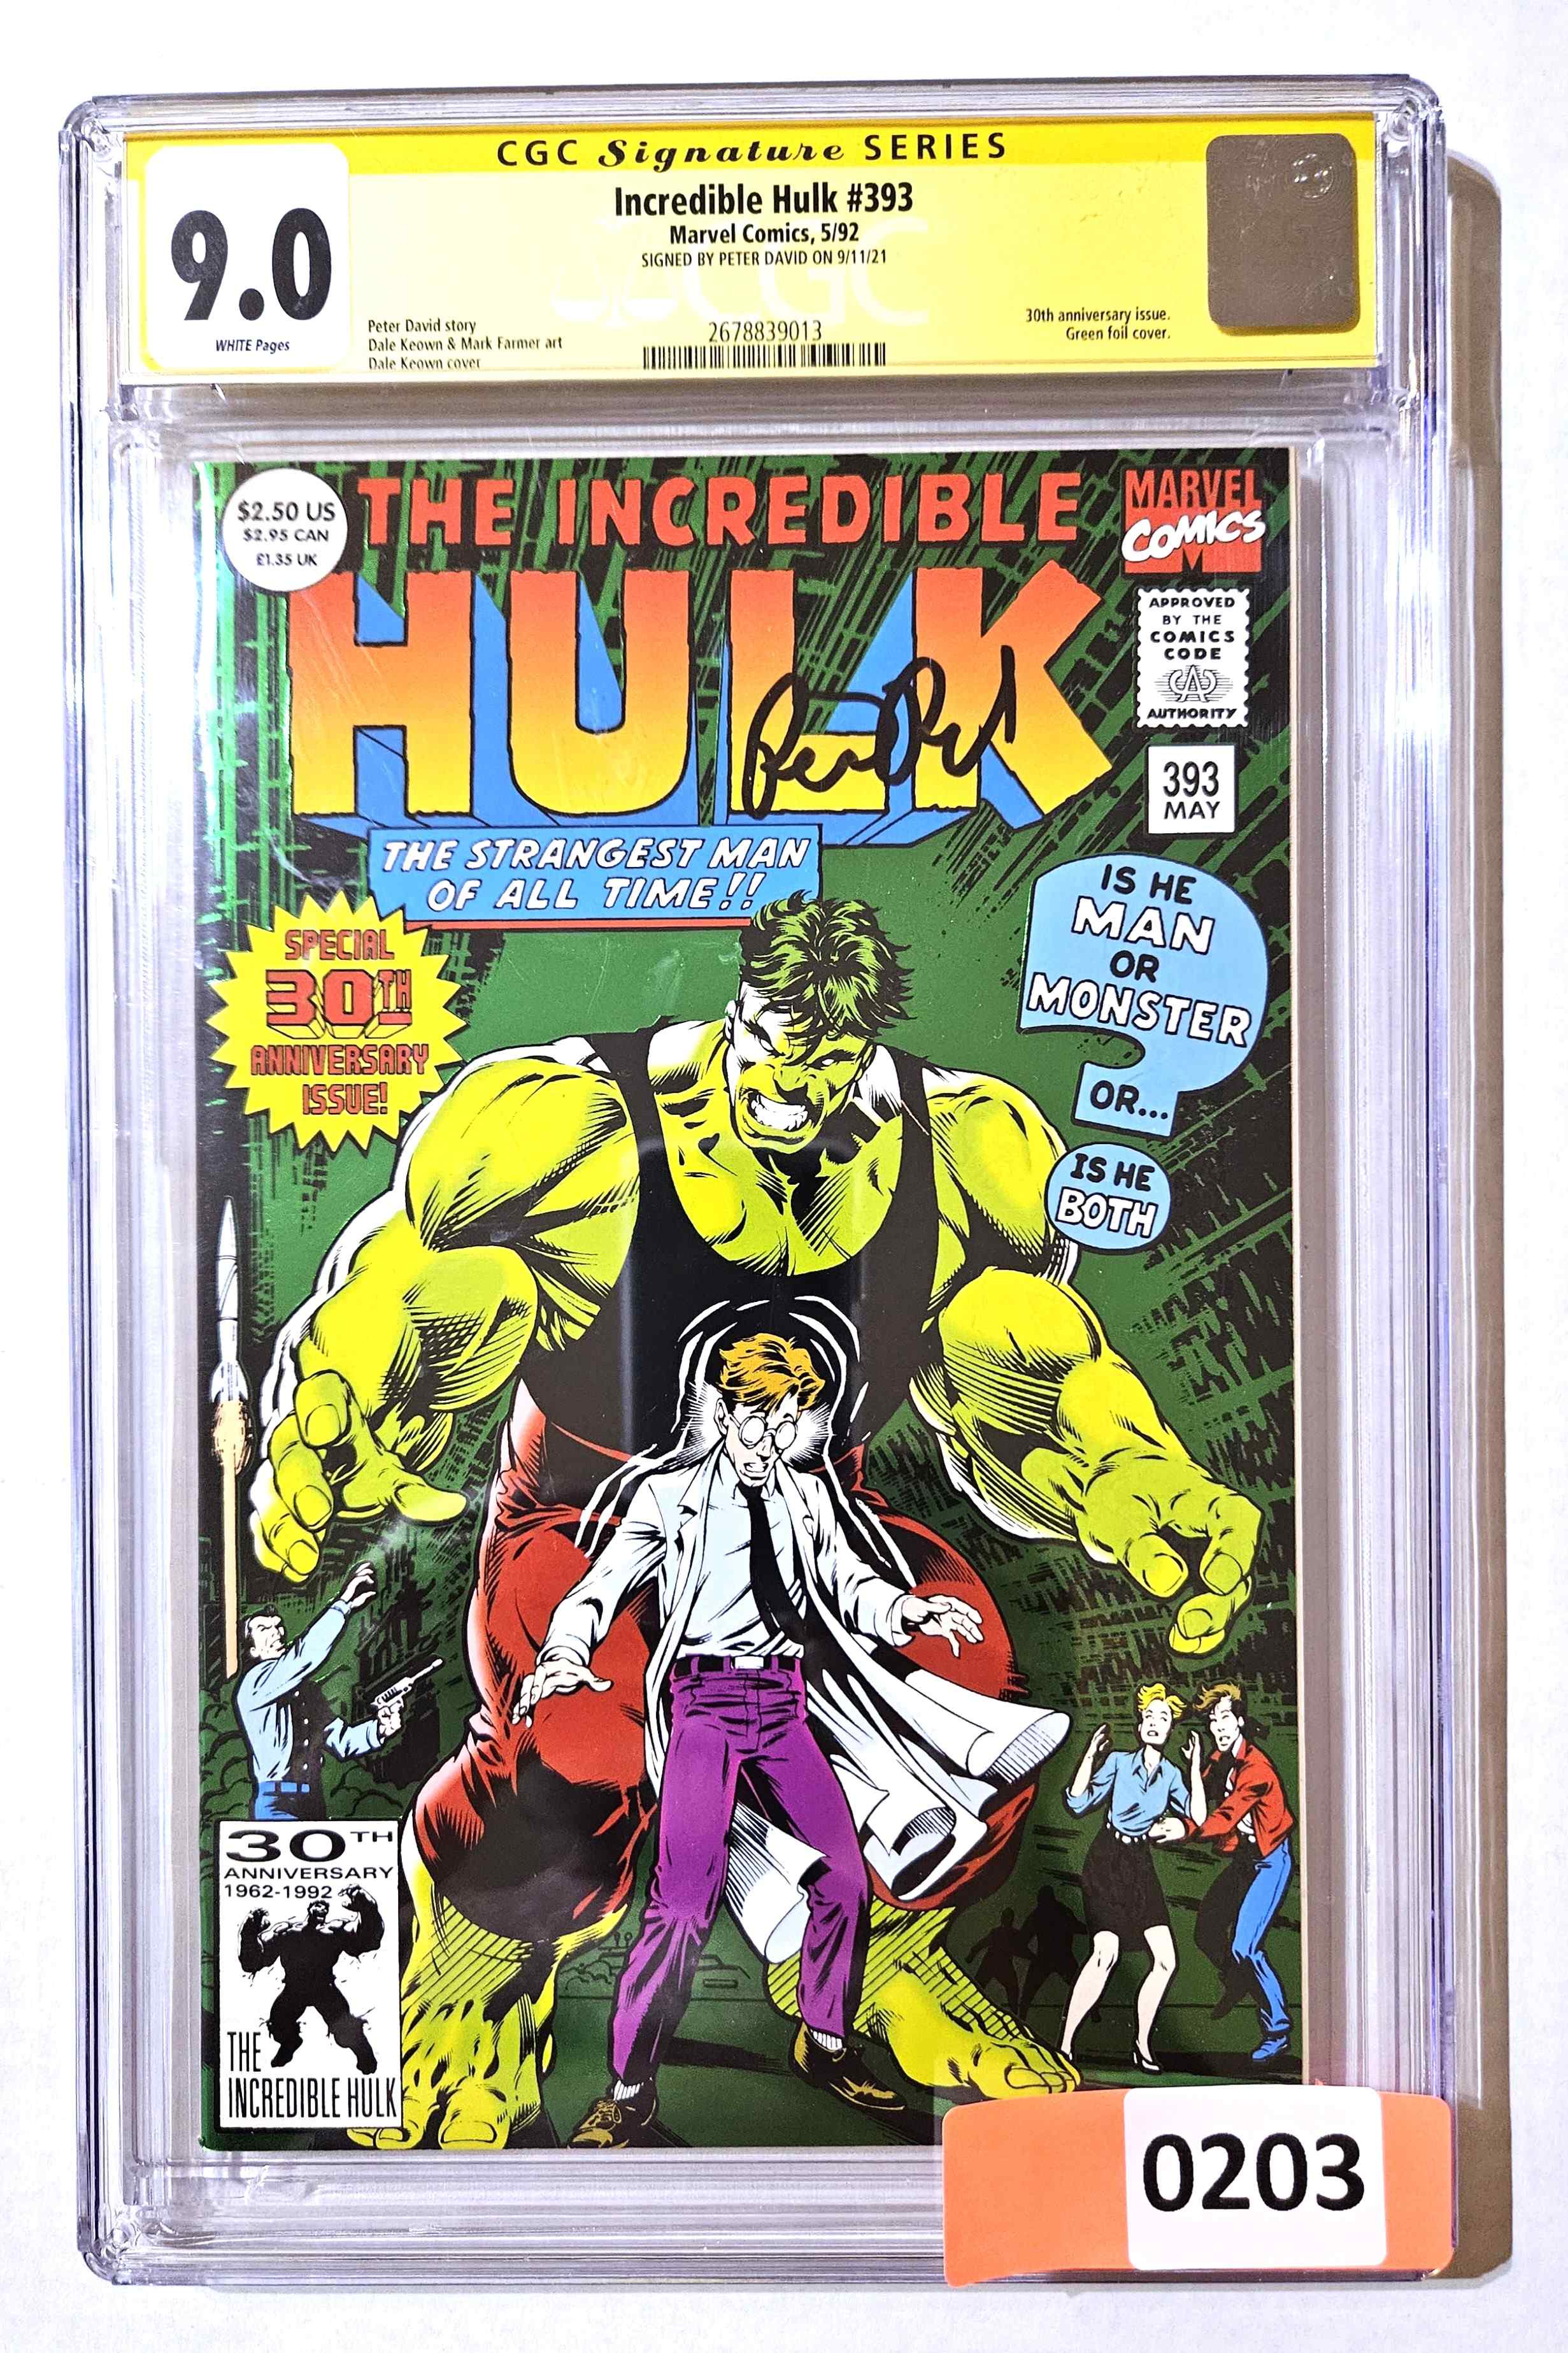 CGC Signature SERIES
9.0
WHITE Pages
Incredible Hulk #393
Marvel Comics, 5/92
SIGNED BY PETER DAVID ON 9/11/21
Peter David story
Dale Keown & Mark Farmer art
Dale Keown cover
2678839013
30th anniversary issue.
Green foil cover.
CGC
$2.50 US
$2.95 CAN
£1.35 UK
THE INCREDIBLE
HULK
MARVEL
COMICS
APPROVED
BY THE
COMICS
CODE
AUTHORITY
393
MAY
THE STRANGEST MAN
OF ALL TIME!!
SPECIAL
30TH
ANNIVERSARY
ISSUE!
IS HE
MAN
OR
MONSTER
?
OR...
IS HE
BOTH
30TH
ANNIVERSARY
1962-1992
THE
INCREDIBLE HULK
0203